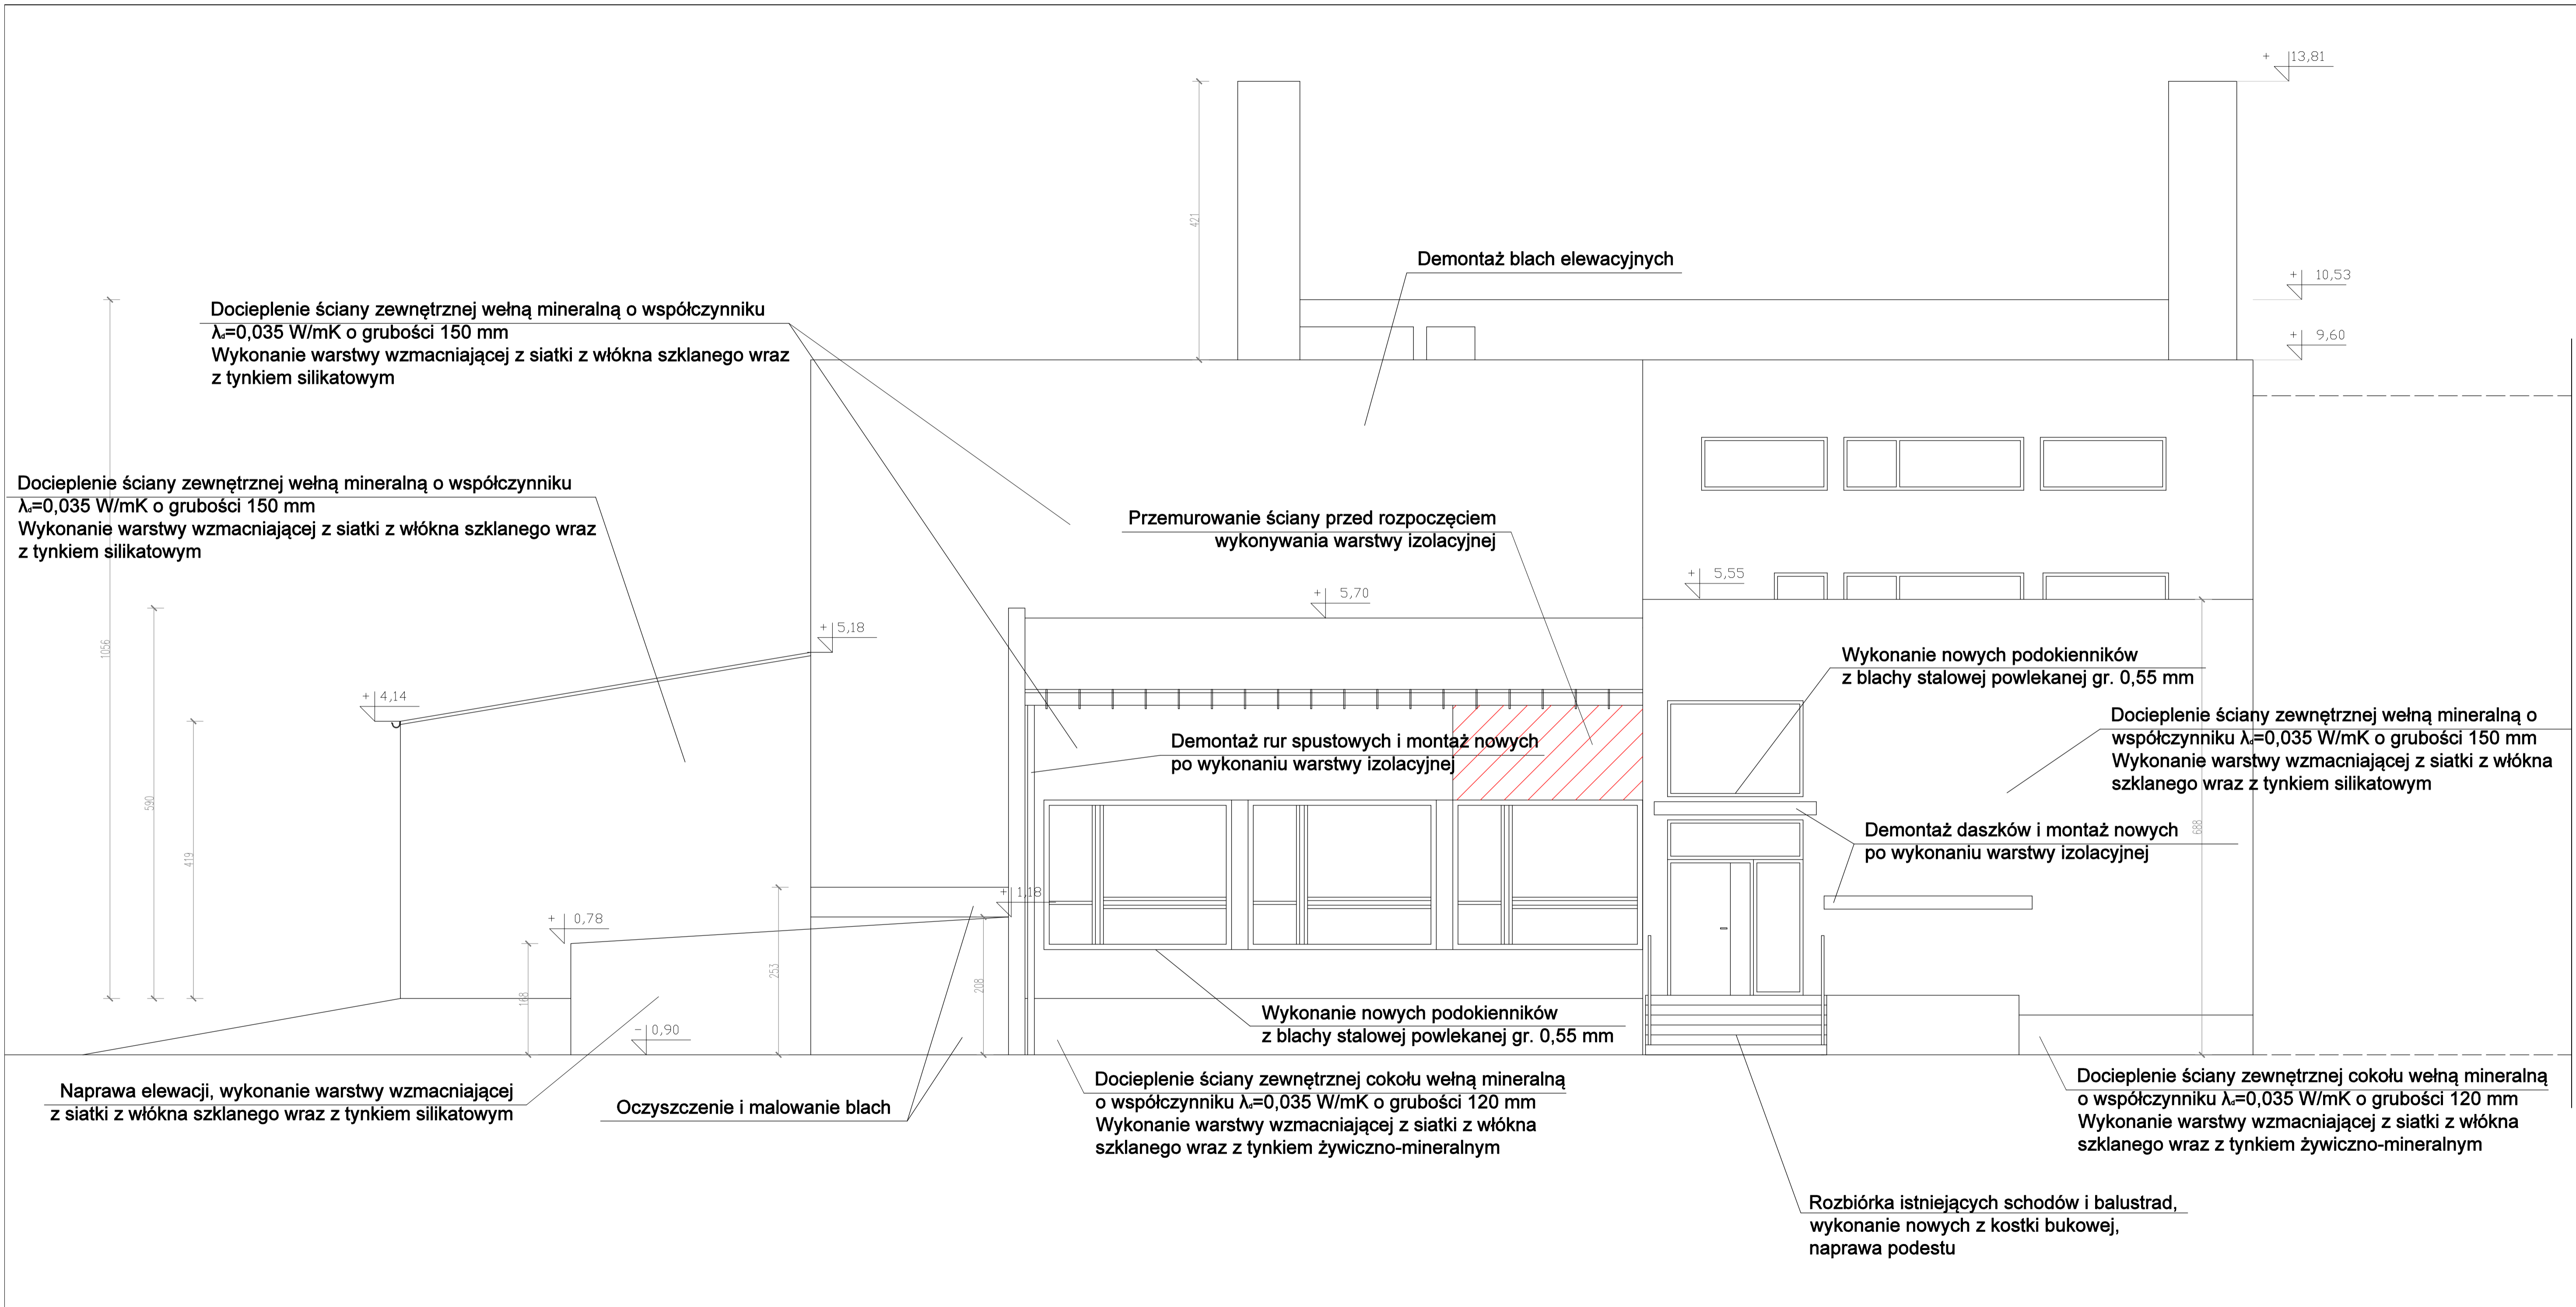 + 13,81
421
Demontaż blach elewacyjnych
+ 10,53
+ 9,60
Docieplenie ściany zewnętrznej wełną mineralną o współczynniku
λd=0,035 W/mK o grubości 150 mm
Wykonanie warstwy wzmacniającej z siatki z włókna szklanego wraz
z tynkiem silikatowym
Docieplenie ściany zewnętrznej wełną mineralną o współczynniku
λd=0,035 W/mK o grubości 150 mm
Wykonanie warstwy wzmacniającej z siatki z włókna szklanego wraz
z tynkiem silikatowym
Przemurowanie ściany przed rozpoczęciem
wykonywania warstwy izolacyjnej
+ 5,55
+ 5,70
+ 5,18
1056
+ 4,14
Wykonanie nowych podokienników
z blachy stalowej powlekanej gr. 0,55 mm
Docieplenie ściany zewnętrznej wełną mineralną o
współczynniku λd=0,035 W/mK o grubości 150 mm
Wykonanie warstwy wzmacniającej z siatki z włókna
szklanego wraz z tynkiem silikatowym
Demontaż rur spustowych i montaż nowych
po wykonaniu warstwy izolacyjnej
590
688
Demontaż daszków i montaż nowych
po wykonaniu warstwy izolacyjnej
419
+ 1,18
+ 0,78
253
208
168
- 0,90
Wykonanie nowych podokienników
z blachy stalowej powlekanej gr. 0,55 mm
Naprawa elewacji, wykonanie warstwy wzmacniającej
z siatki z włókna szklanego wraz z tynkiem silikatowym
Oczyszczenie i malowanie blach
Docieplenie ściany zewnętrznej cokołu wełną mineralną
o współczynniku λd=0,035 W/mK o grubości 120 mm
Wykonanie warstwy wzmacniającej z siatki z włókna
szklanego wraz z tynkiem żywiczno-mineralnym
Docieplenie ściany zewnętrznej cokołu wełną mineralną
o współczynniku λd=0,035 W/mK o grubości 120 mm
Wykonanie warstwy wzmacniającej z siatki z włókna
szklanego wraz z tynkiem żywiczno-mineralnym
Rozbiórka istniejących schodów i balustrad,
wykonanie nowych z kostki bukowej,
naprawa podestu